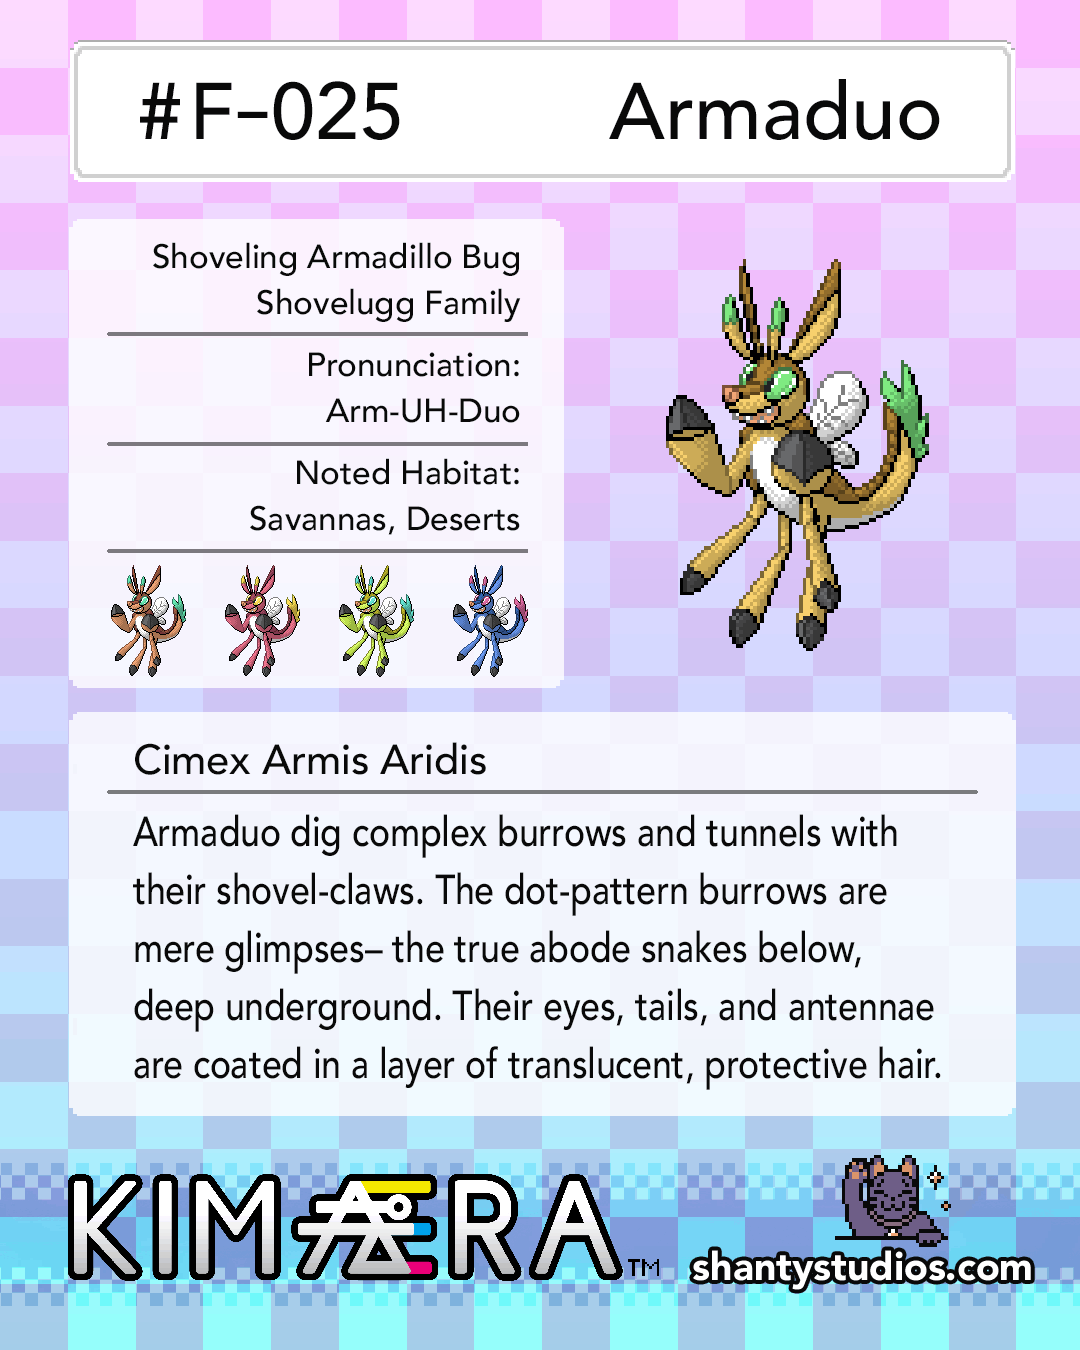 #F–025 Armaduo
Shoveling Armadillo Bug
Shovelugg Family
Pronunciation:
Arm-UH-Duo
Noted Habitat:
Savannas, Deserts
Cimex Armis Aridis
Armaduo dig complex burrows and tunnels with
their shovel-claws. The dot-pattern burrows are
mere glimpses– the true abode snakes below,
deep underground. Their eyes, tails, and antennae
are coated in a layer of translucent, protective hair.
KIMÆRA™
shantystudios.com